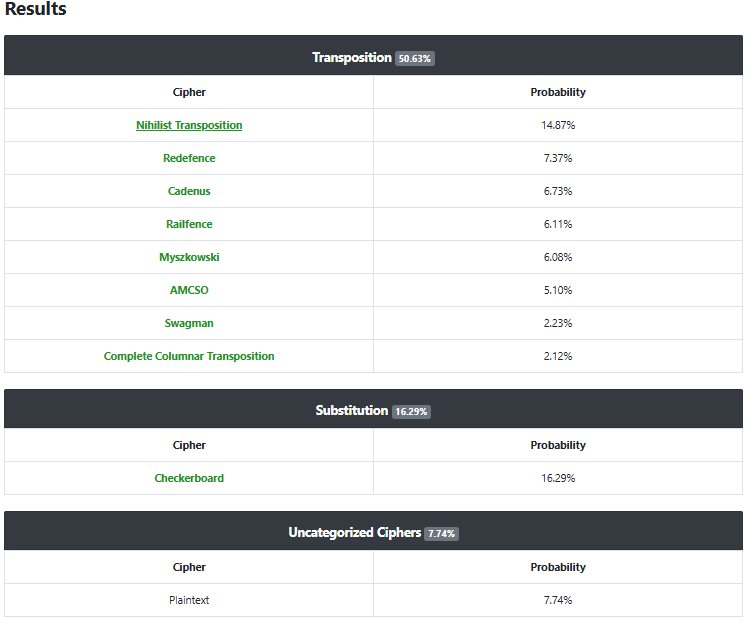 Results
Transposition 50.63%
Cipher Probability
Nihilist Transposition 14.87%
Redefence 7.37%
Cadenus 6.73%
Railfence 6.11%
Myszkowski 6.08%
AMCSO 5.10%
Swagman 2.23%
Complete Columnar Transposition 2.12%
Substitution 16.29%
Cipher Probability
Checkerboard 16.29%
Uncategorized Ciphers 7.74%
Cipher Probability
Plaintext 7.74%